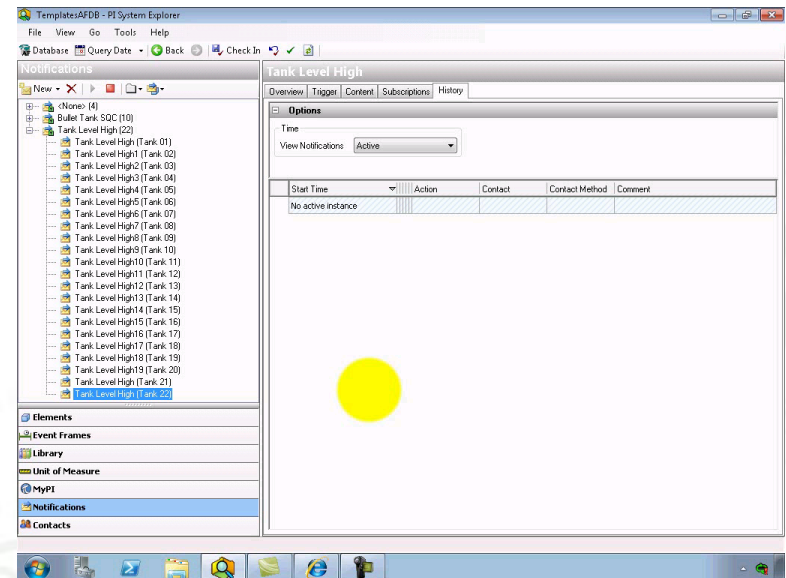 TemplatesAFDB - PI System Explorer
File View Go Tools Help
Database Query Date Back Check In
Notifications
New
<None> (4)
Bullet Tank SQC (10)
Tank Level High (22)
Tank Level High (Tank 01)
Tank Level High1 (Tank 02)
Tank Level High2 (Tank 03)
Tank Level High3 (Tank 04)
Tank Level High4 (Tank 05)
Tank Level High5 (Tank 06)
Tank Level High6 (Tank 07)
Tank Level High7 (Tank 08)
Tank Level High8 (Tank 09)
Tank Level High9 (Tank 10)
Tank Level High10 (Tank 11)
Tank Level High11 (Tank 12)
Tank Level High12 (Tank 13)
Tank Level High13 (Tank 14)
Tank Level High14 (Tank 15)
Tank Level High15 (Tank 16)
Tank Level High16 (Tank 17)
Tank Level High17 (Tank 18)
Tank Level High18 (Tank 19)
Tank Level High19 (Tank 20)
Tank Level High (Tank 21)
Tank Level High (Tank 22)
Elements
Event Frames
Library
Unit of Measure
MyPI
Notifications
Contacts
Tank Level High
Overview Trigger Content Subscriptions History
Options
Time
View Notifications Active
Start Time Action Contact Contact Method Comment
No active instance